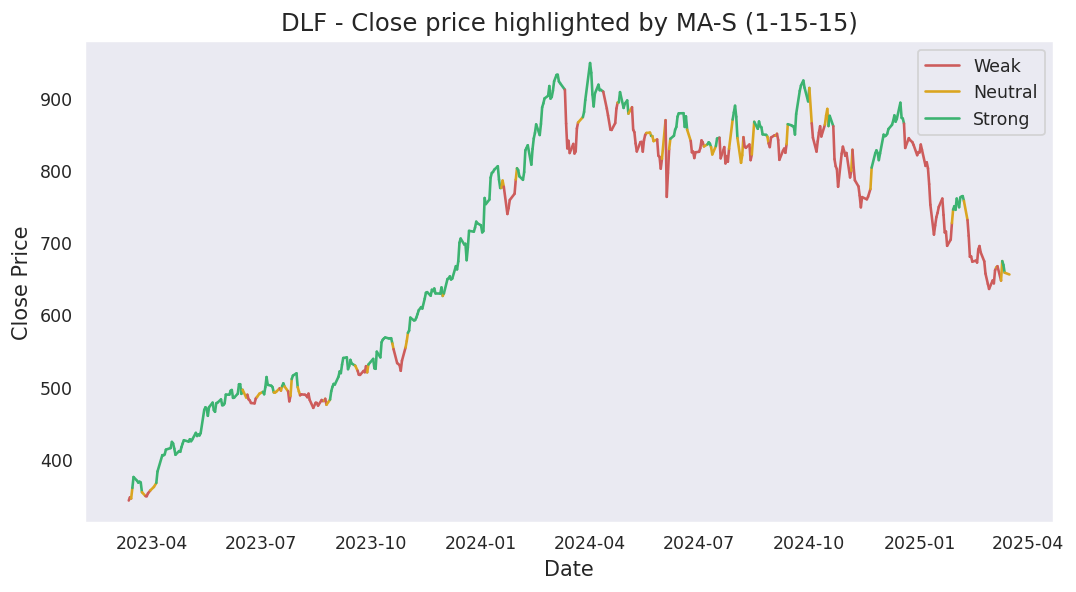 DLF - Close price highlighted by MA-S (1-15-15)
Weak
Neutral
Strong
Close Price
900
800
700
600
500
400
2023-04 2023-07 2023-10 2024-01 2024-04 2024-07 2024-10 2025-01 2025-04
Date